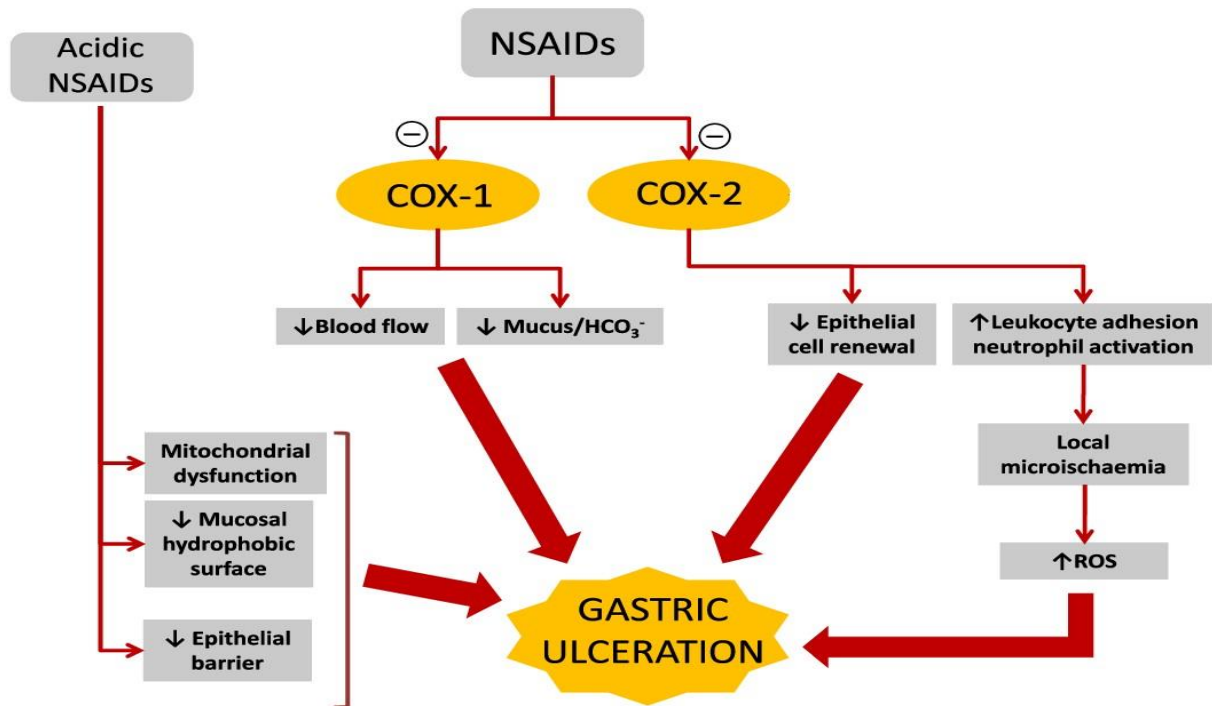 Acidic
NSAIDs
NSAIDs
−
−
COX-1
COX-2
↓Blood flow
↓ Mucus/HCO₃⁻
↓ Epithelial
cell renewal
↑Leukocyte adhesion
neutrophil activation
Mitochondrial
dysfunction
Local
microischaemia
↓ Mucosal
hydrophobic
surface
↑ROS
↓ Epithelial
barrier
GASTRIC
ULCERATION